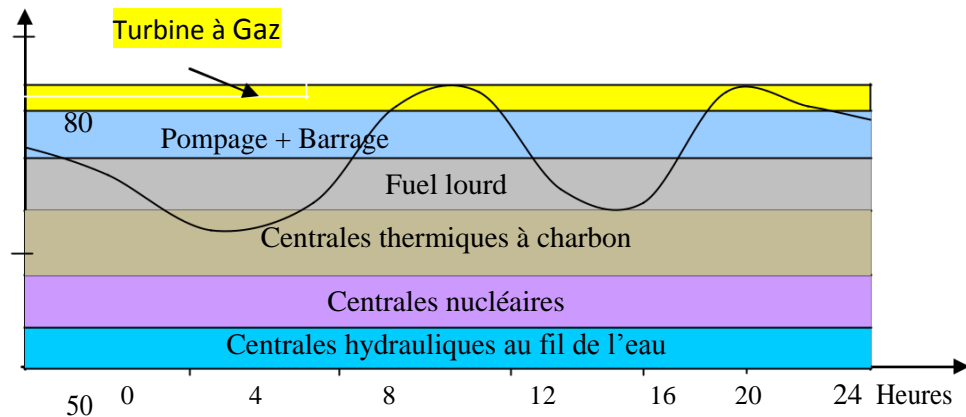 Turbine à Gaz
80
Pompage + Barrage
Fuel lourd
Centrales thermiques à charbon
Centrales nucléaires
Centrales hydrauliques au fil de l’eau
50 0 4 8 12 16 20 24 Heures